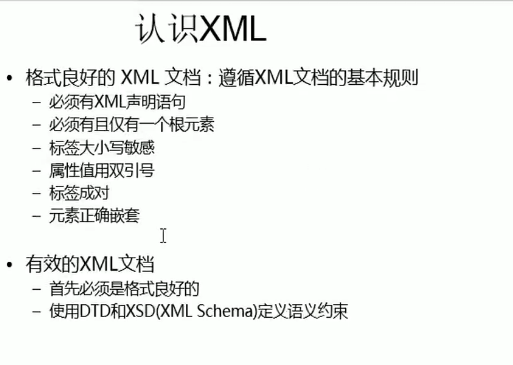 认识XML
• 格式良好的 XML 文档：遵循XML文档的基本规则
– 必须有XML声明语句
– 必须有且仅有一个根元素
– 标签大小写敏感
– 属性值用双引号
– 标签成对
– 元素正确嵌套
• 有效的XML文档
– 首先必须是格式良好的
– 使用DTD和XSD(XML Schema)定义语义约束